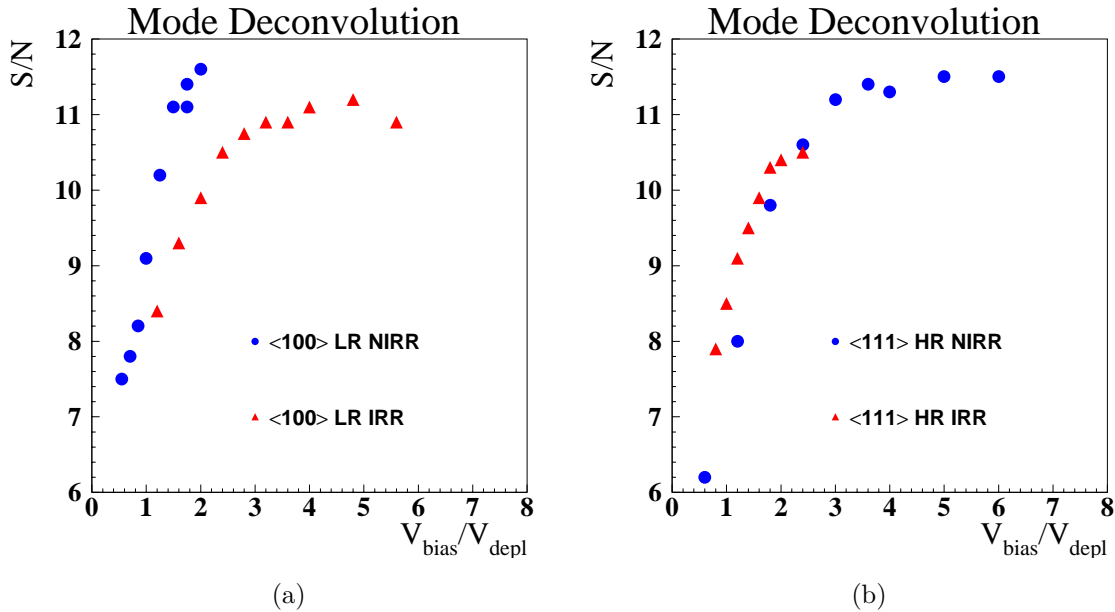 Mode Deconvolution
S/N
12
11
10
9
8
7
6
0 1 2 3 4 5 6 7 8
V_bias/V_depl
<100> LR NIRR
<100> LR IRR
(a)
Mode Deconvolution
S/N
12
11
10
9
8
7
6
0 1 2 3 4 5 6 7 8
V_bias/V_depl
<111> HR NIRR
<111> HR IRR
(b)